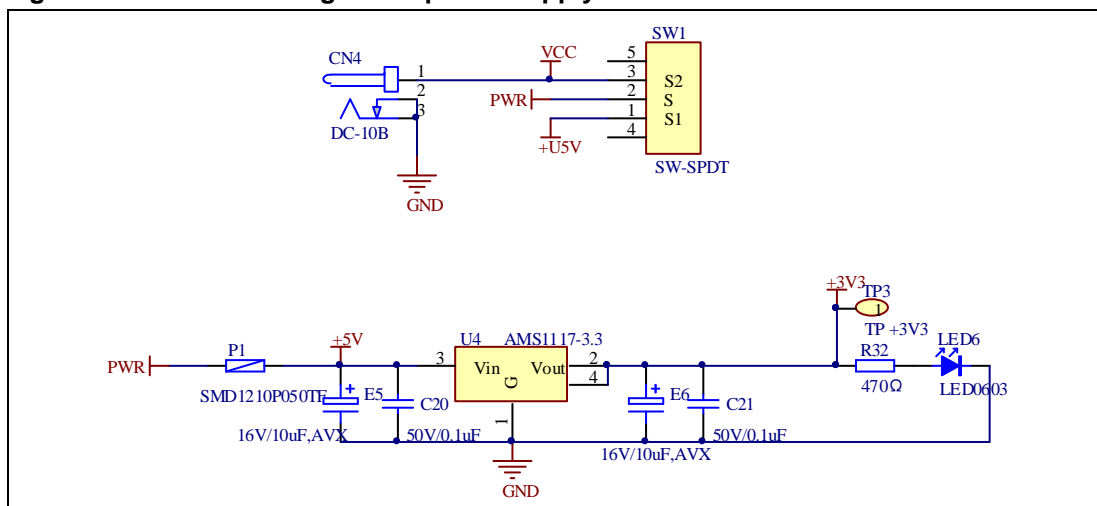 SW1
CN4
VCC
5
1
3
S2
2
PWR
2
S
3
1
S1
DC-10B
+U5V
4
SW-SPDT
GND
+3V3
TP3
1
P1
+5V
U4
AMS1117-3.3
TP +3V3
R32
LED6
PWR
3
Vin
G
Vout
2
4
470Ω
LED0603
SMD1210P050TF
+
E5
C20
1
+
E6
C21
16V/10uF,AVX
50V/0.1uF
16V/10uF,AVX
50V/0.1uF
GND